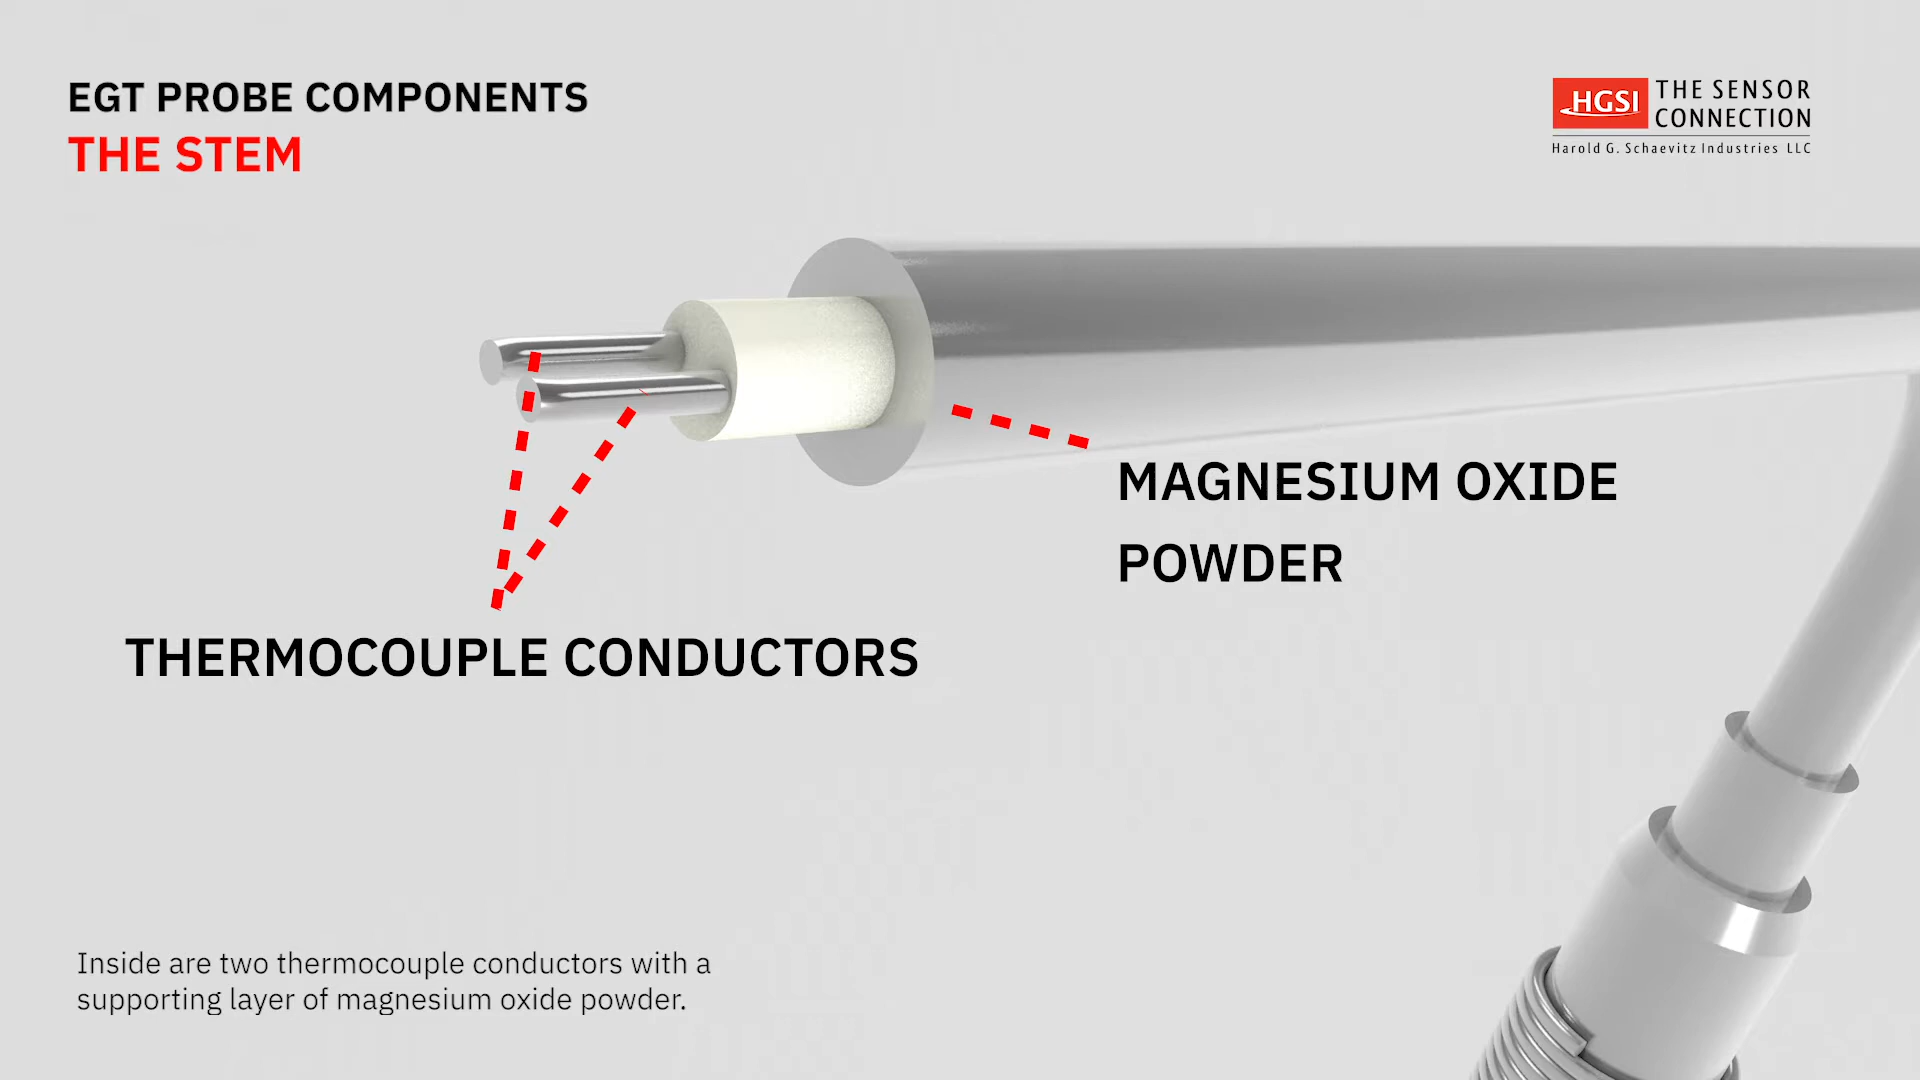 EGT PROBE COMPONENTS
THE STEM
HGSI
THE SENSOR
CONNECTION
Harold G. Schaevitz Industries LLC
MAGNESIUM OXIDE
POWDER
THERMOCOUPLE CONDUCTORS
Inside are two thermocouple conductors with a
supporting layer of magnesium oxide powder.